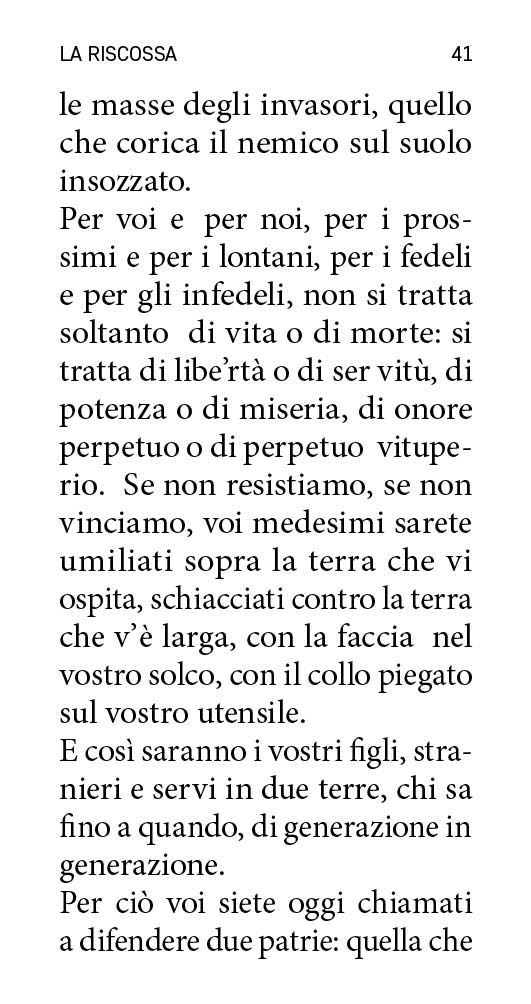 LA RISCOSSA 41
le masse degli invasori, quello
che corica il nemico sul suolo
insozzato.
Per voi e per noi, per i pros-
simi e per i lontani, per i fedeli
e per gli infedeli, non si tratta
soltanto di vita o di morte: si
tratta di libe’rtà o di ser vitù, di
potenza o di miseria, di onore
perpetuo o di perpetuo vitupe-
rio. Se non resistiamo, se non
vinciamo, voi medesimi sarete
umiliati sopra la terra che vi
ospita, schiacciati contro la terra
che v’è larga, con la faccia nel
vostro solco, con il collo piegato
sul vostro utensile.
E così saranno i vostri figli, stra-
nieri e servi in due terre, chi sa
fino a quando, di generazione in
generazione.
Per ciò voi siete oggi chiamati
a difendere due patrie: quella che